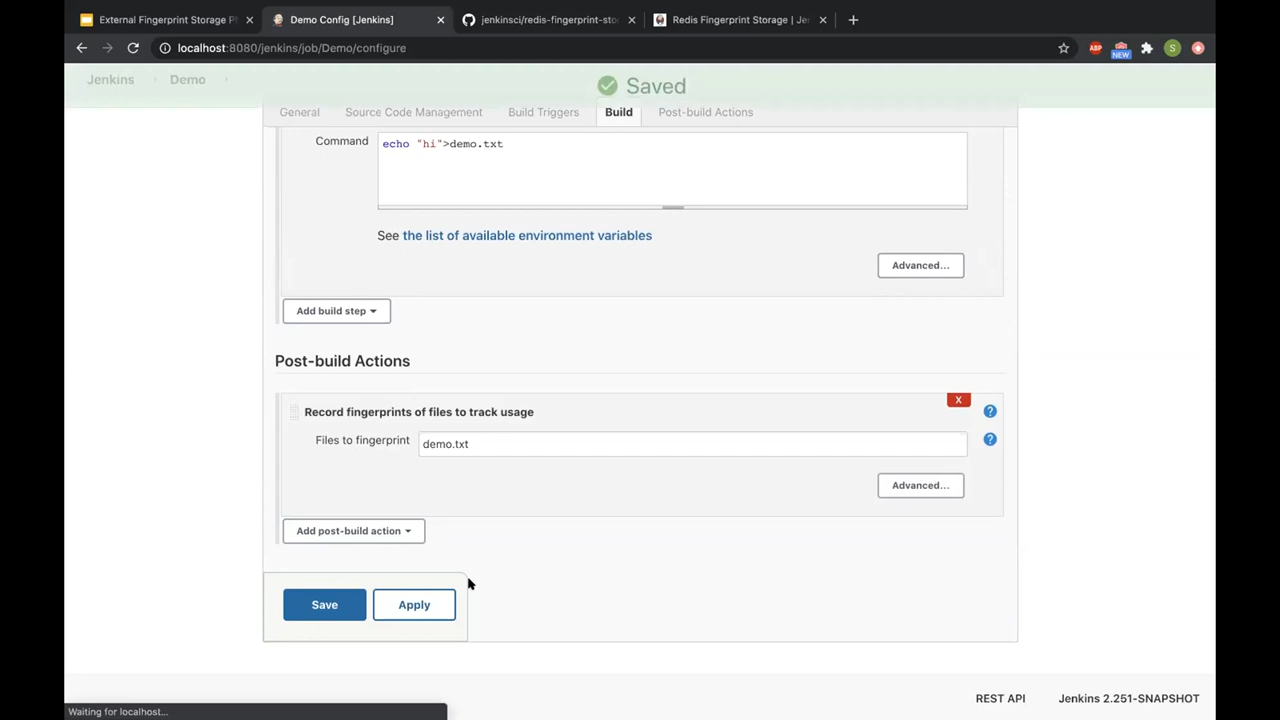 External Fingerprint Storage Ph
Demo Config [Jenkins]
jenkinsci/redis-fingerprint-sto
Redis Fingerprint Storage | Jen
localhost:8080/jenkins/job/Demo/configure
ABP
NEW
S
Jenkins
Demo
Saved
General
Source Code Management
Build Triggers
Build
Post-build Actions
Command
echo "hi">demo.txt
See the list of available environment variables
Advanced...
Add build step
Post-build Actions
X
Record fingerprints of files to track usage
?
Files to fingerprint
demo.txt
?
Advanced...
Add post-build action
Save
Apply
REST API
Jenkins 2.251-SNAPSHOT
Waiting for localhost...